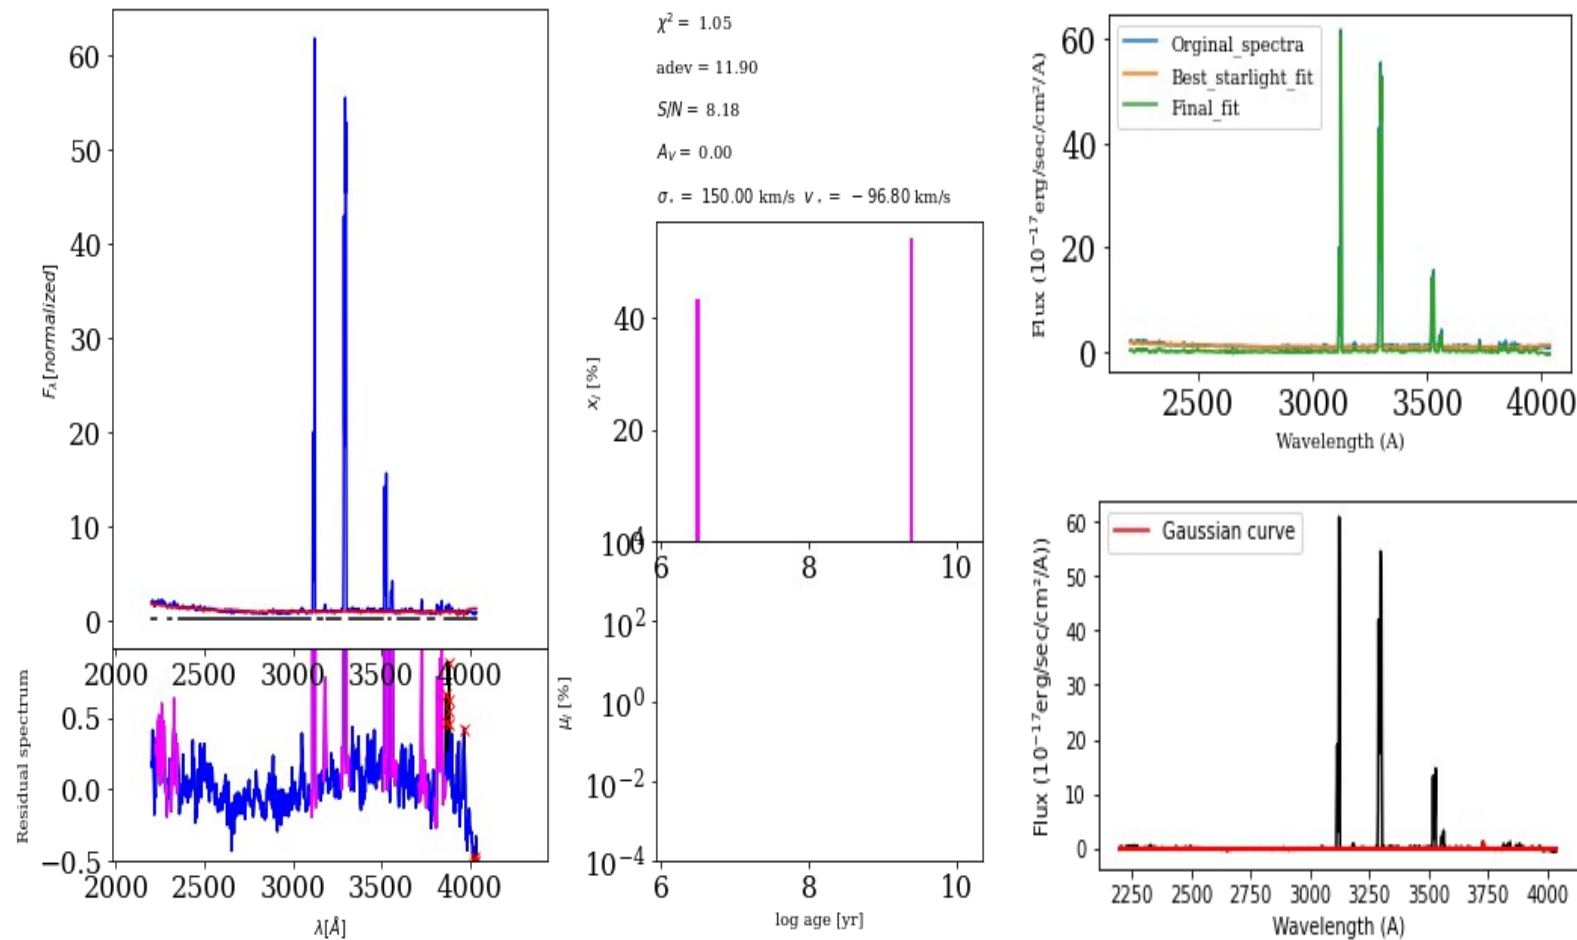 60
50
40
30
20
10
0
F_λ [normalized]
2000 2500 3000 3500 4000
0.5
0.0
−0.5
Residual spectrum
2000 2500 3000 3500 4000
λ[Å]
χ² = 1.05
adev = 11.90
S/N = 8.18
A_V = 0.00
σ⋆ = 150.00 km/s v⋆ = − 96.80 km/s
40
20
x_j [%]
6 8 10
10⁴
10²
10⁰
10⁻²
10⁻⁴
μ_j [%]
6 8 10
log age [yr]
Orginal_spectra
Best_starlight_fit
Final_fit
60
40
20
0
Flux (10⁻¹⁷erg/sec/cm²/A)
2500 3000 3500 4000
Wavelength (A)
Gaussian curve
60
50
40
30
20
10
0
Flux (10⁻¹⁷erg/sec/cm²/A))
2250 2500 2750 3000 3250 3500 3750 4000
Wavelength (A)